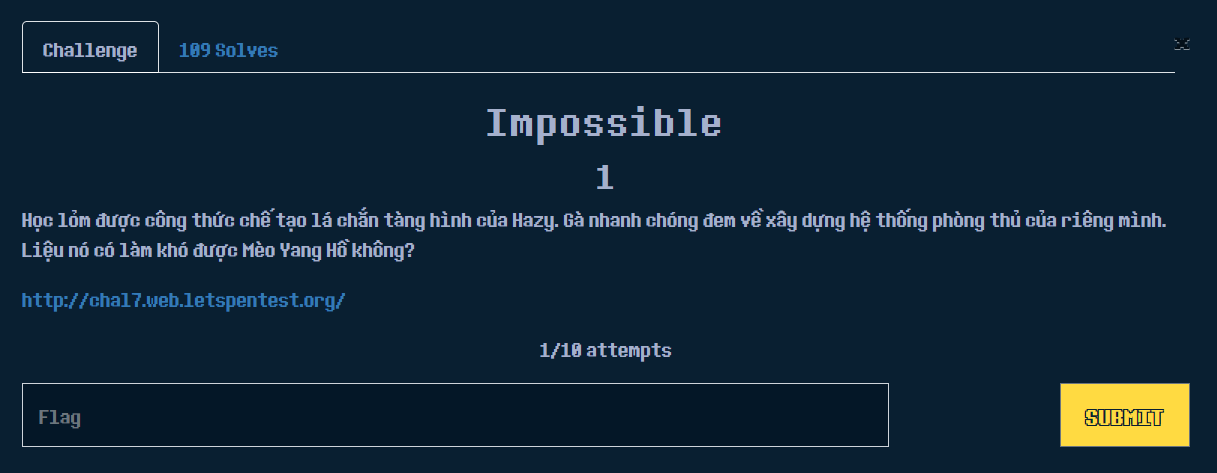 Challenge
109 Solves
×
Impossible
1
Học lỏm được công thức chế tạo lá chắn tàng hình của Hazy. Gà nhanh chóng đem về xây dựng hệ thống phòng thủ của riêng mình.
Liệu nó có làm khó được Mèo Yang Hồ không?
http://chal7.web.letspentest.org/
1/10 attempts
Flag
SUBMIT